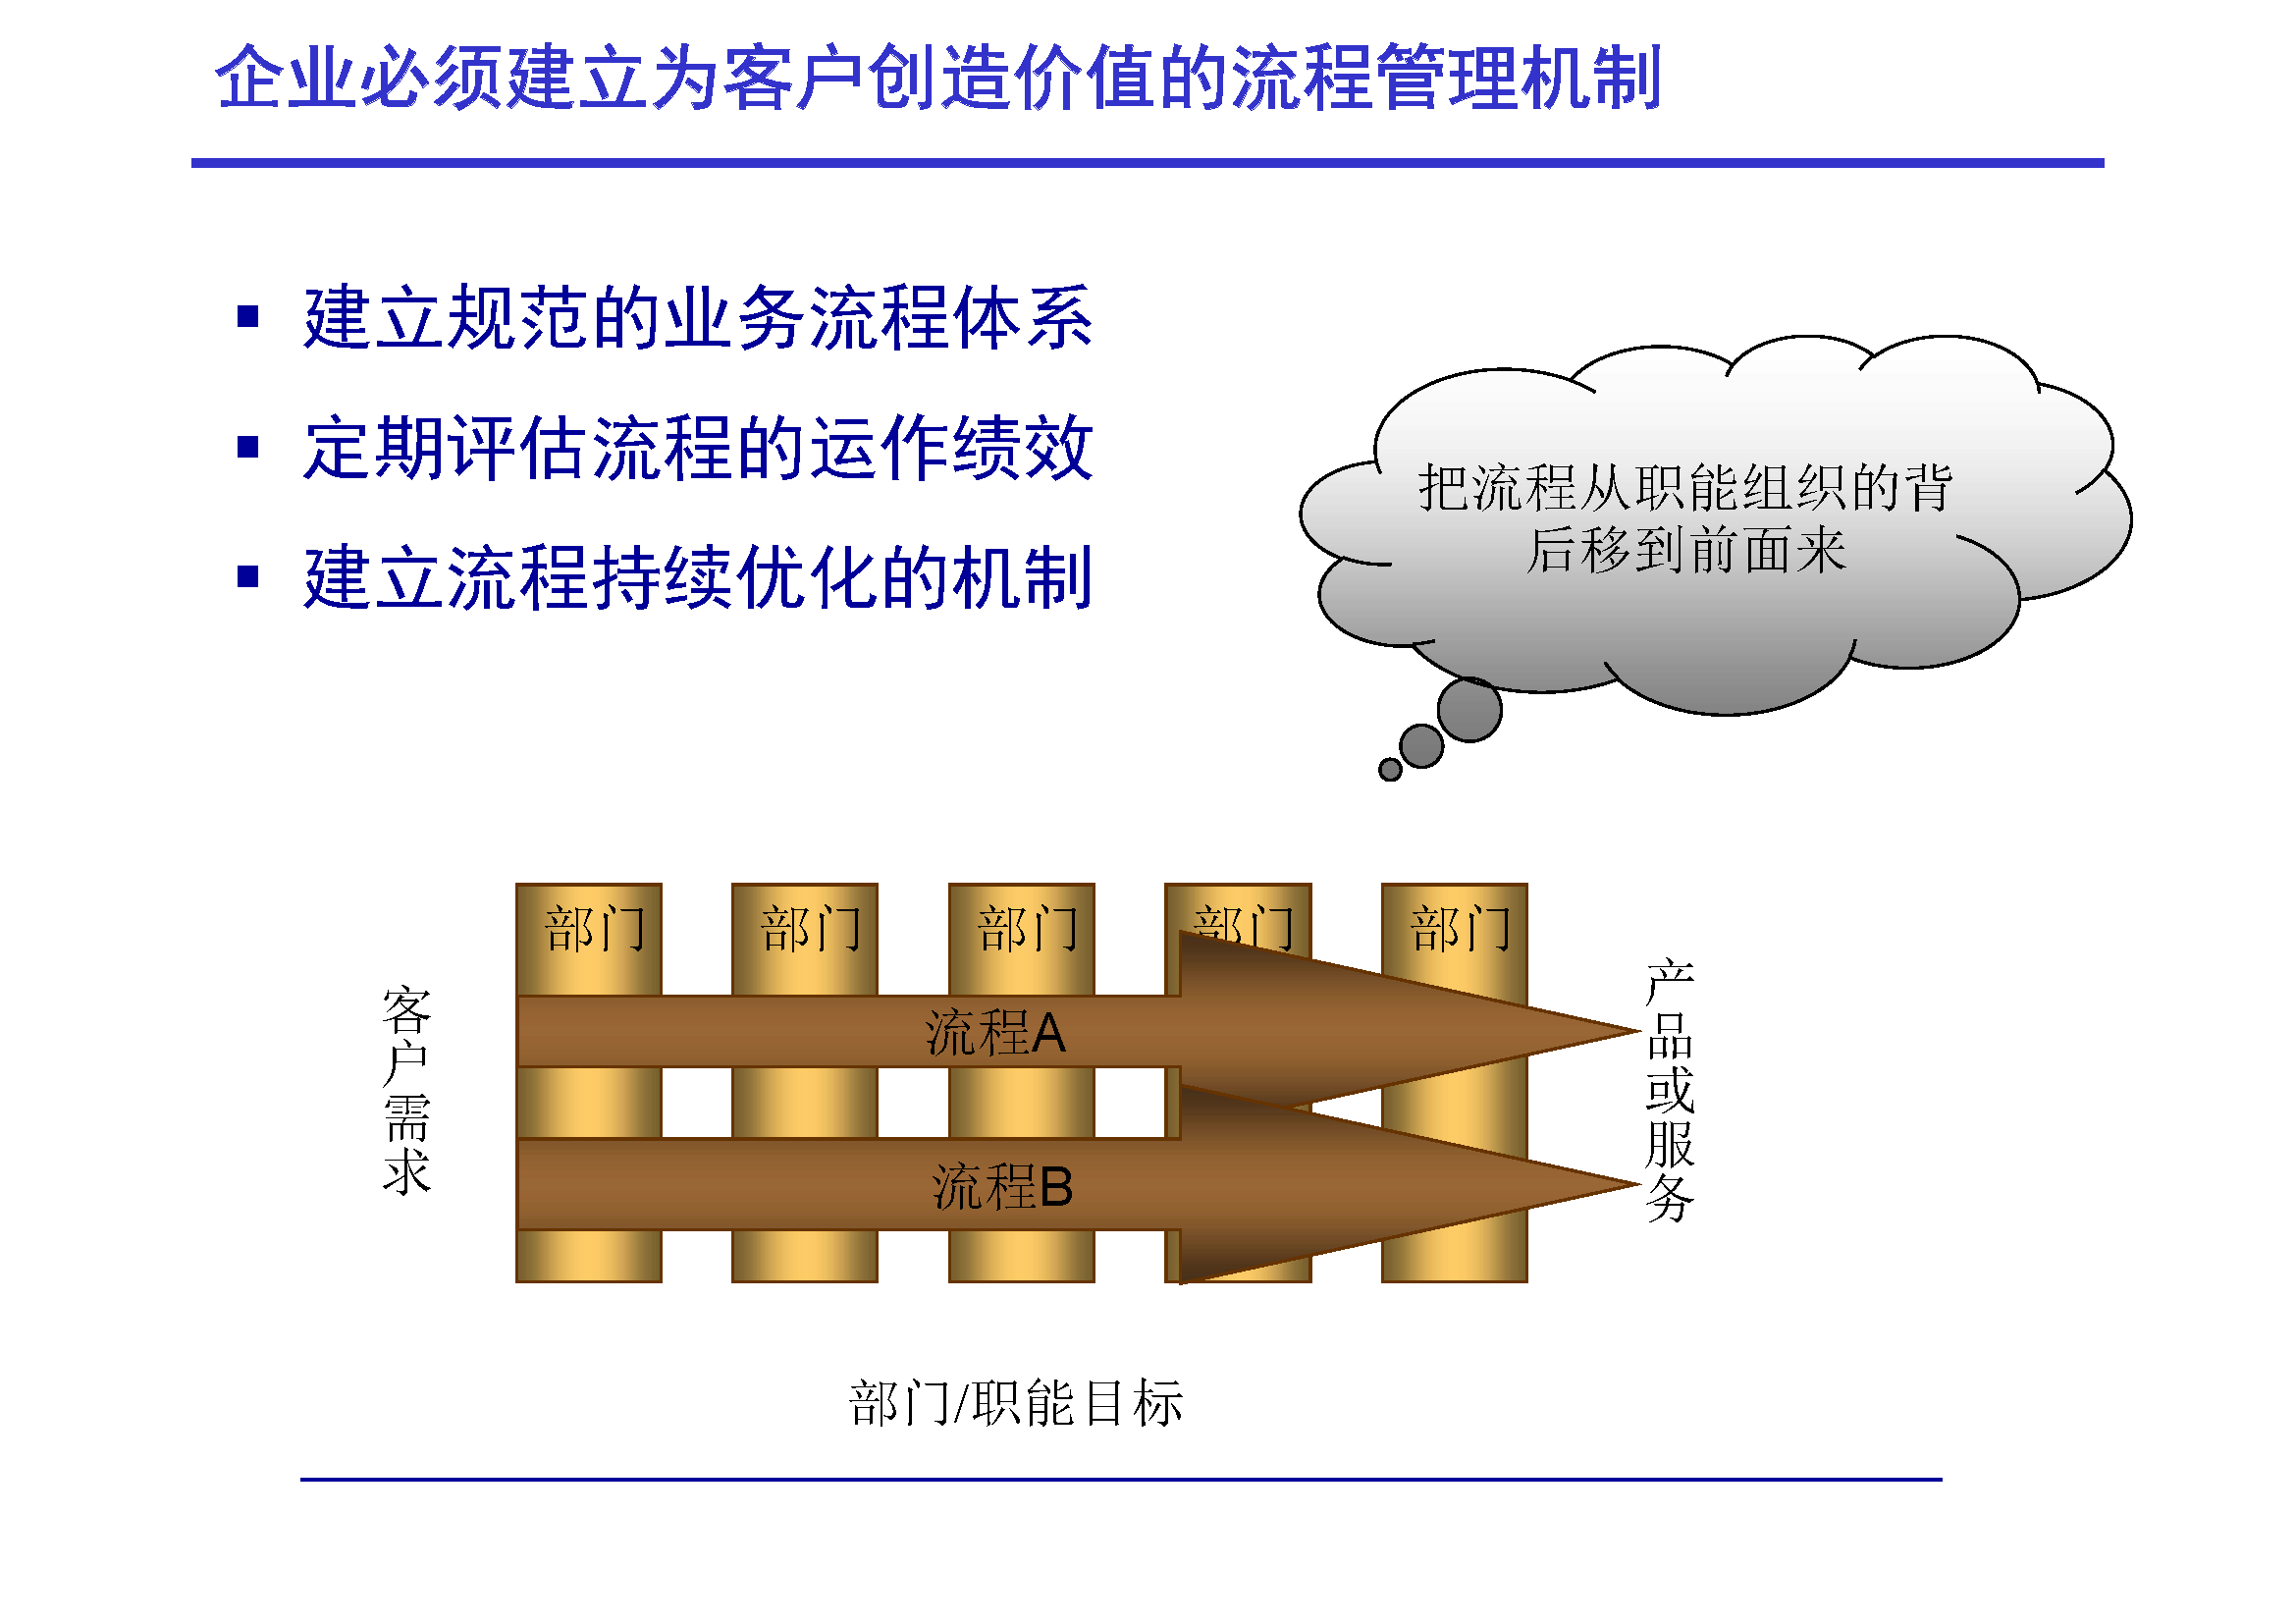 企业必须建立为客户创造价值的流程管理机制
建立规范的业务流程体系
定期评估流程的运作绩效
建立流程持续优化的机制
把流程从职能组织的背
后移到前面来
部门 部门 部门 部门 部门
客户需求
流程A
流程B
产品或服务
部门/职能目标